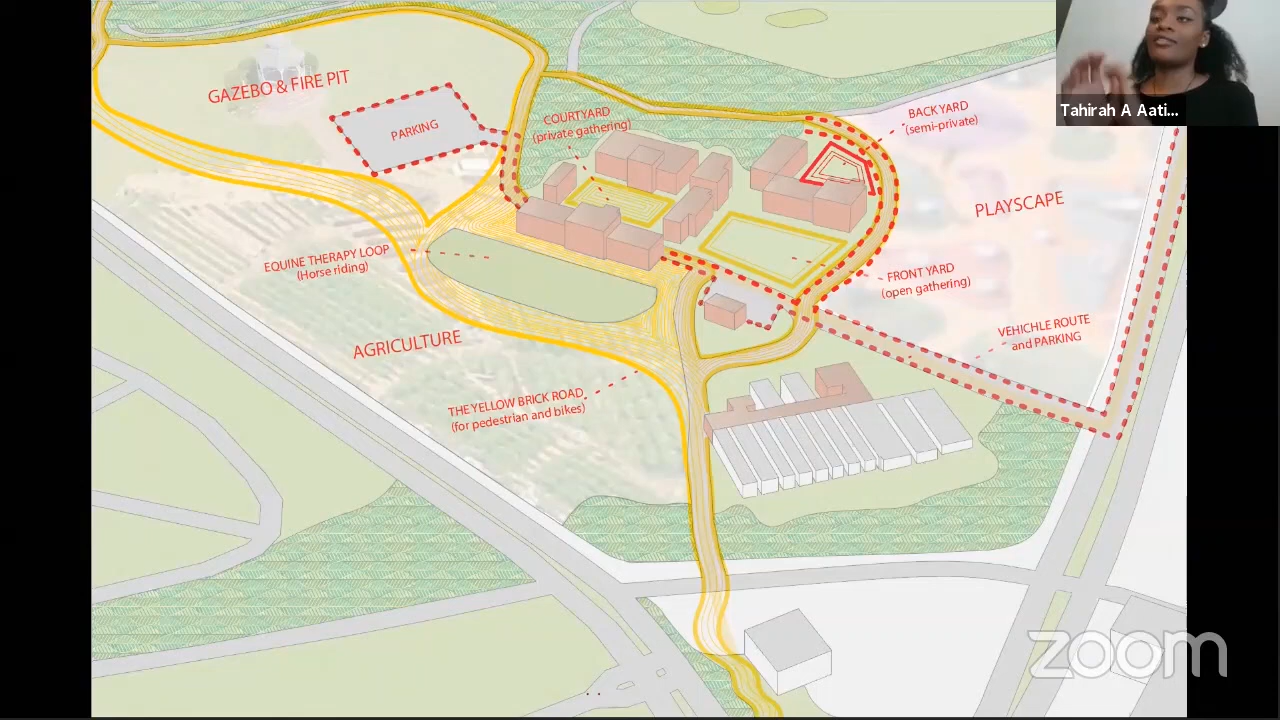 Tahirah A Aati...
GAZEBO & FIRE PIT
PARKING
COURTYARD
(private gathering)
BACK YARD
(semi-private)
PLAYSCAPE
EQUINE THERAPY LOOP
(Horse riding)
FRONT YARD
(open gathering)
AGRICULTURE
VEHICHLE ROUTE
and PARKING
THE YELLOW BRICK ROAD
(for pedestrian and bikes)
zoom